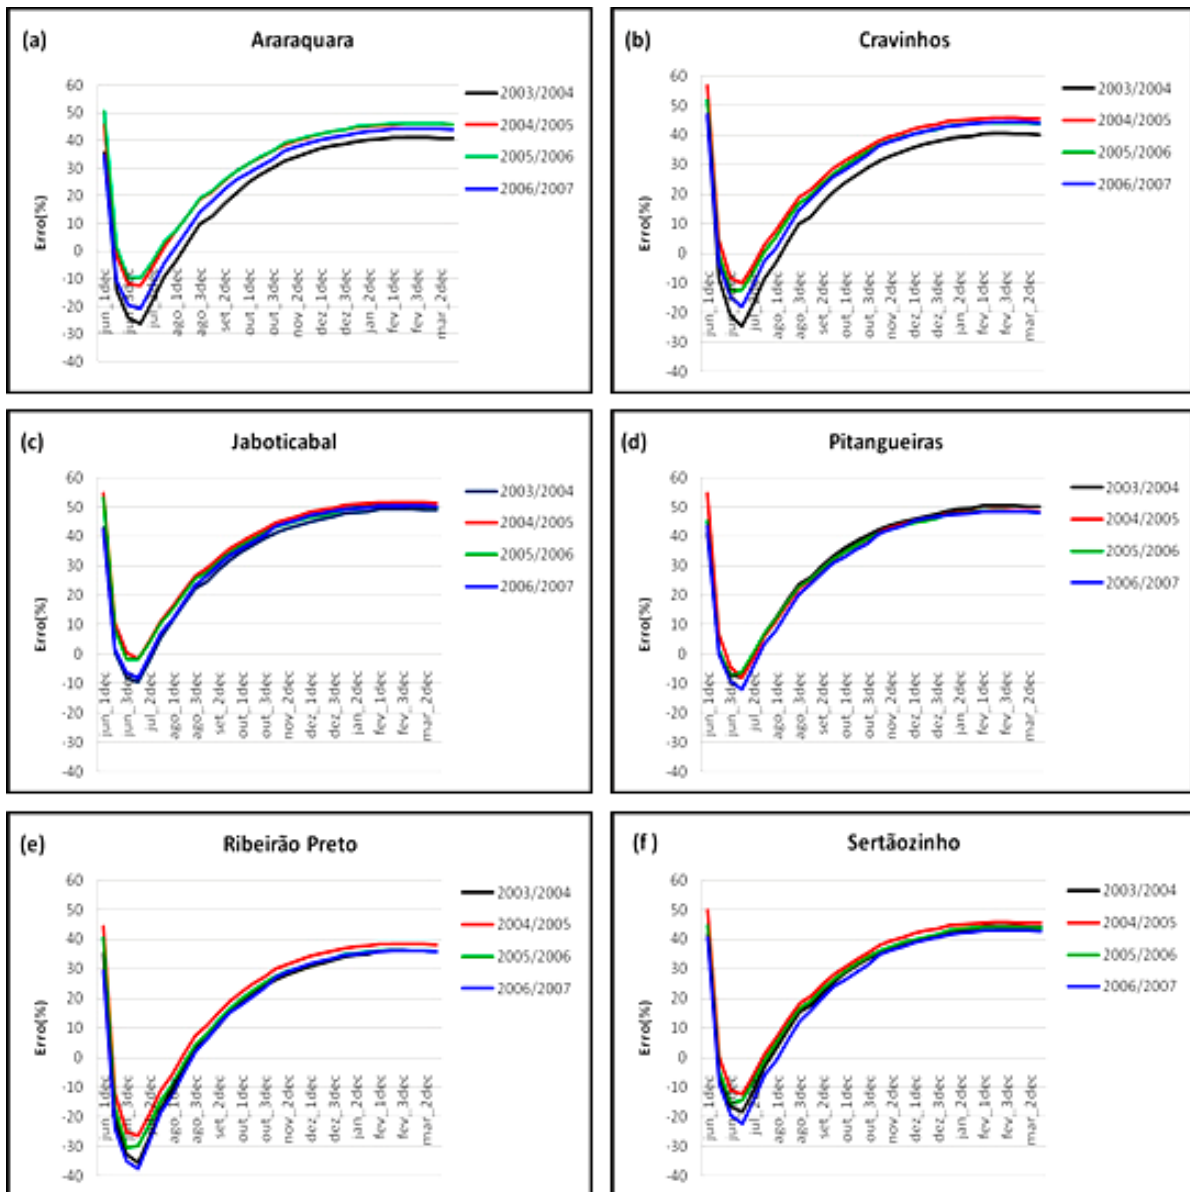 (a) Araraquara
60
50
40
30
20
10
0
-10
-20
-30
-40
Erro(%)
jun_1dec
ago_1dec
ago_3dec
set_2dec
out_1dec
out_3dec
nov_2dec
dez_1dec
dez_3dec
jan_2dec
fev_1dec
fev_3dec
mar_2dec
2003/2004
2004/2005
2005/2006
2006/2007
(b) Cravinhos
60
50
40
30
20
10
0
-10
-20
-30
-40
Erro(%)
jun_1dec
ago_1dec
ago_3dec
set_2dec
out_1dec
out_3dec
nov_2dec
dez_1dec
dez_3dec
jan_2dec
fev_1dec
fev_3dec
mar_2dec
2003/2004
2004/2005
2005/2006
2006/2007
(c) Jaboticabal
60
50
40
30
20
10
0
-10
-20
-30
-40
Erro(%)
jun_1dec
jun_3dec
jul_2dec
ago_1dec
ago_3dec
set_2dec
out_1dec
out_3dec
nov_2dec
dez_1dec
dez_3dec
jan_2dec
fev_1dec
fev_3dec
mar_2dec
2003/2004
2004/2005
2005/2006
2006/2007
(d) Pitangueiras
60
50
40
30
20
10
0
-10
-20
-30
-40
Erro(%)
jun_1dec
jun_3dec
jul_2dec
ago_1dec
ago_3dec
set_2dec
out_1dec
out_3dec
nov_2dec
dez_1dec
dez_3dec
jan_2dec
fev_1dec
fev_3dec
mar_2dec
2003/2004
2004/2005
2005/2006
2006/2007
(e) Ribeirão Preto
60
50
40
30
20
10
0
-10
-20
-30
-40
Erro(%)
jun_1dec
jun_3dec
jul_2dec
ago_1dec
ago_3dec
set_2dec
out_1dec
out_3dec
nov_2dec
dez_1dec
dez_3dec
jan_2dec
fev_1dec
fev_3dec
mar_2dec
2003/2004
2004/2005
2005/2006
2006/2007
(f ) Sertãozinho
60
50
40
30
20
10
0
-10
-20
-30
-40
Erro(%)
jun_1dec
ago_1dec
ago_3dec
set_2dec
out_1dec
out_3dec
nov_2dec
dez_1dec
dez_3dec
jan_2dec
fev_1dec
fev_3dec
mar_2dec
2003/2004
2004/2005
2005/2006
2006/2007